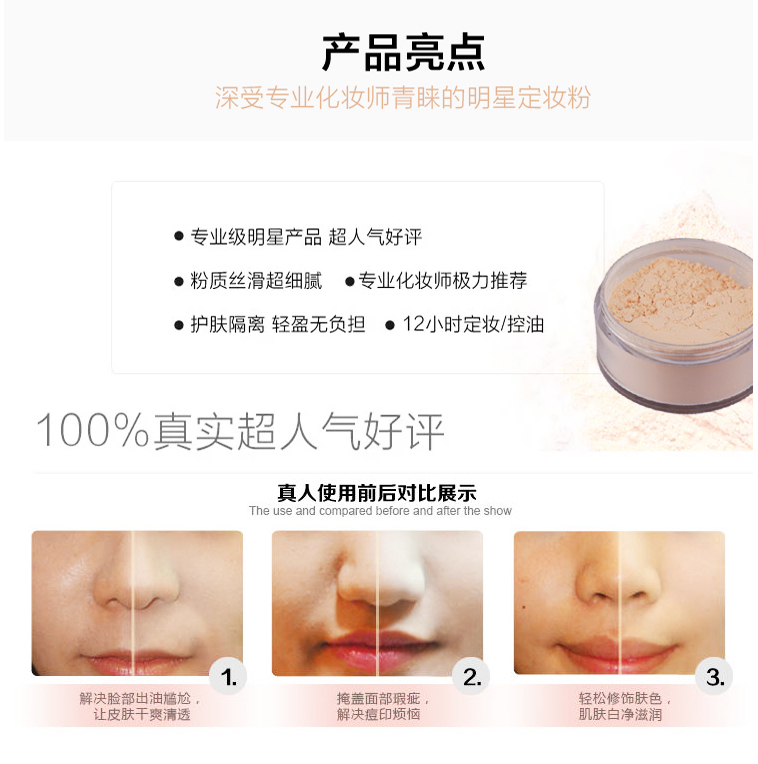 产品亮点
深受专业化妆师青睐的明星定妆粉
● 专业级明星产品 超人气好评
● 粉质丝滑超细腻 ●专业化妆师极力推荐
● 护肤隔离 轻盈无负担 ● 12小时定妆/控油
100%真实超人气好评
真人使用前后对比展示
The use and compared before and after the show
1.
2.
3.
解决脸部出油尴尬，
让皮肤干爽清透
掩盖面部瑕疵，
解决痘印烦恼
轻松修饰肤色，
肌肤白净滋润